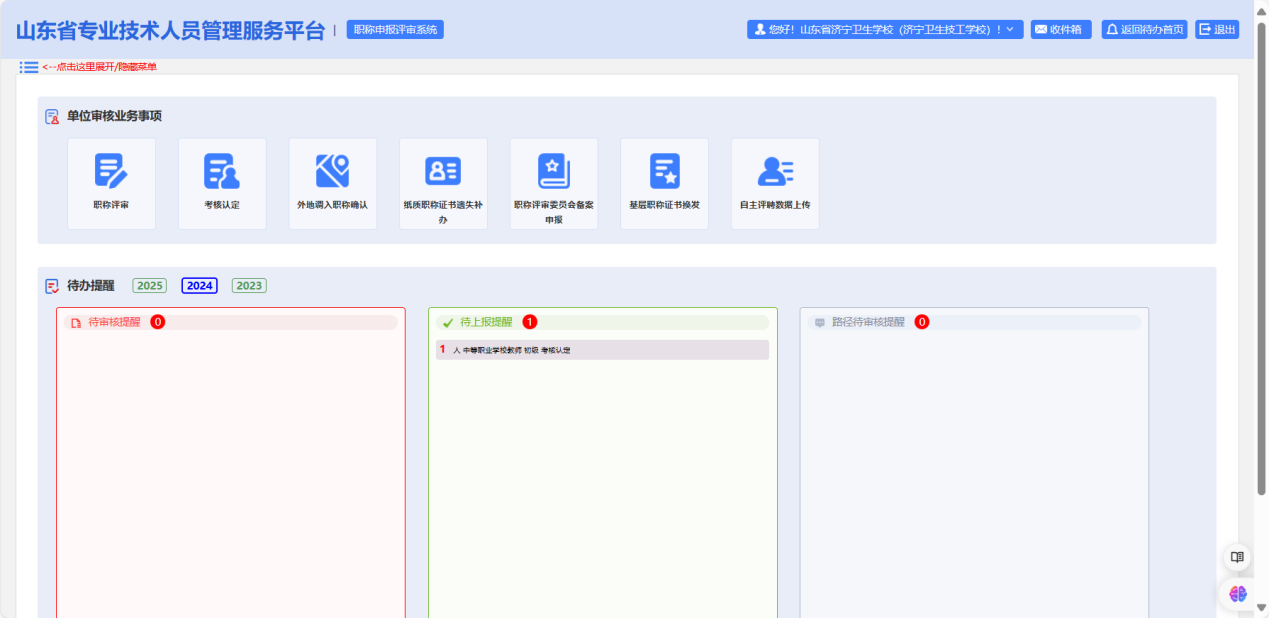 山东省专业技术人员管理服务平台 | 职称申报评审系统
您好！山东省济宁卫生学校（济宁卫生技工学校）！
收件箱
返回待办首页
退出
<--点击这里展开/隐藏菜单
单位审核业务事项
职称评审
考核认定
外地调入职称确认
纸质职称证书遗失补
办
职称评审委员会备案
申报
基层职称证书换发
自主评聘数据上传
待办提醒 2025 2024 2023
待审核提醒 0
待上报提醒 1
1 人 中等职业学校教师 初级 考核认定
路径待审核提醒 0